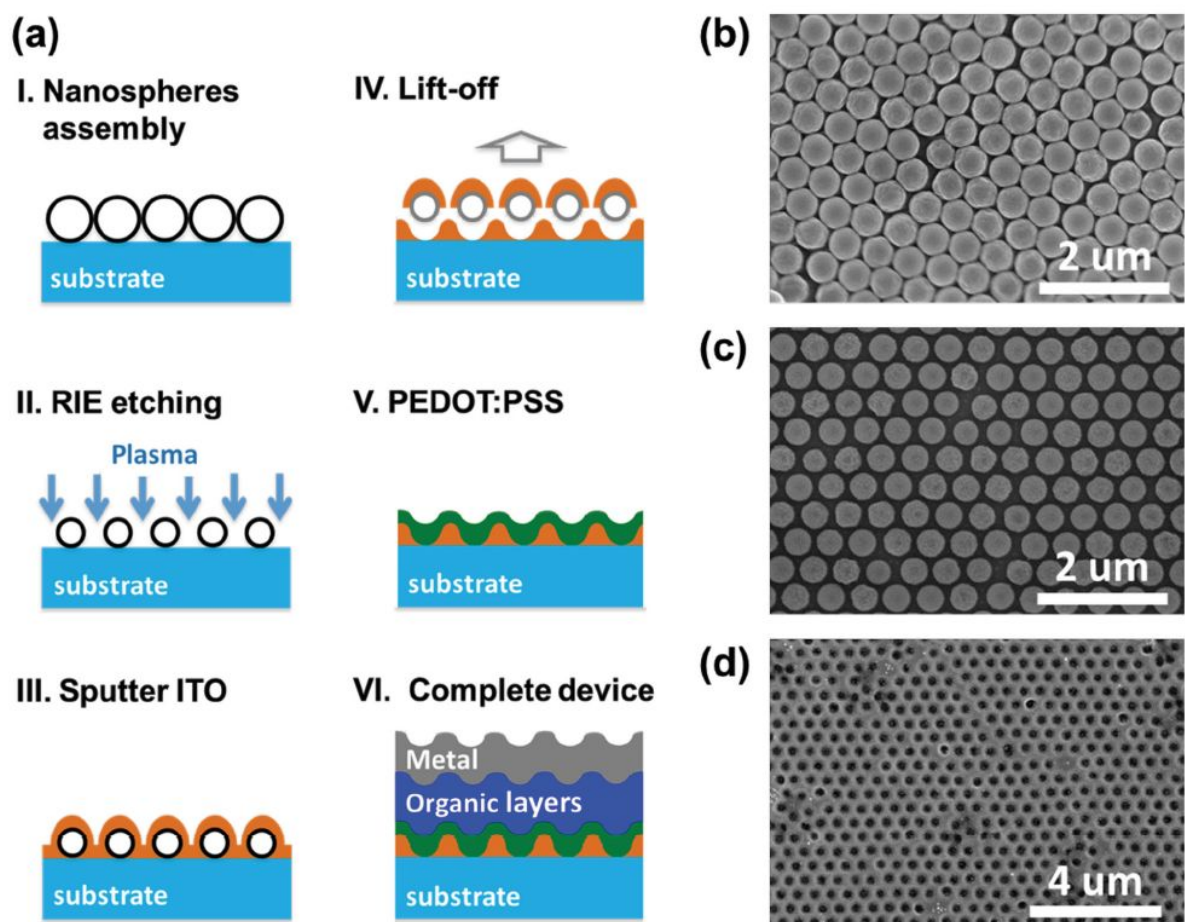 (a)
I. Nanospheres
assembly
substrate
II. RIE etching
Plasma
substrate
III. Sputter ITO
substrate
IV. Lift-off
substrate
V. PEDOT:PSS
substrate
VI. Complete device
Metal
Organic layers
substrate
(b)
2 um
(c)
2 um
(d)
4 um